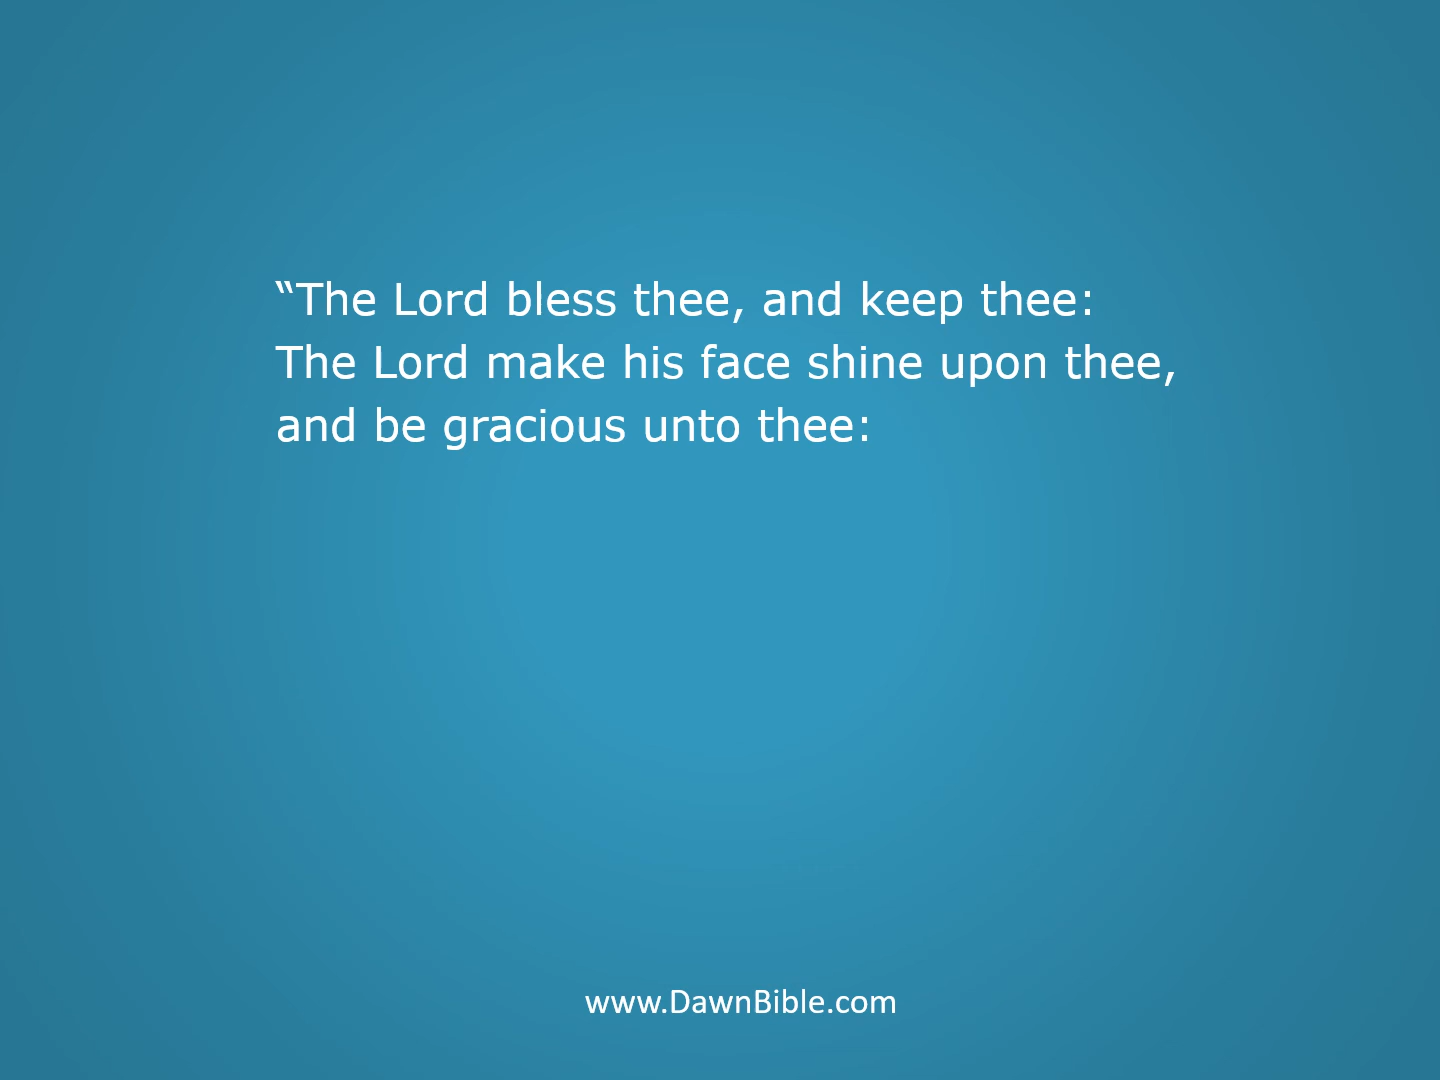 “The Lord bless thee, and keep thee:
The Lord make his face shine upon thee,
and be gracious unto thee:
www.DawnBible.com